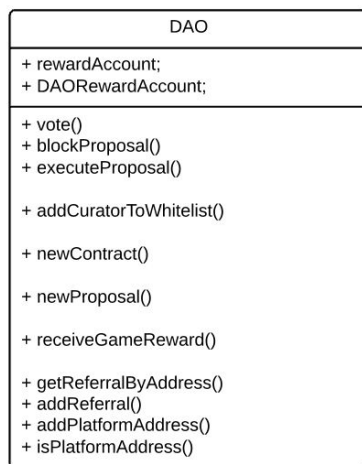 DAO
+ rewardAccount;
+ DAORewardAccount;
+ vote()
+ blockProposal()
+ executeProposal()
+ addCuratorToWhitelist()
+ newContract()
+ newProposal()
+ receiveGameReward()
+ getReferralByAddress()
+ addReferral()
+ addPlatformAddress()
+ isPlatformAddress()